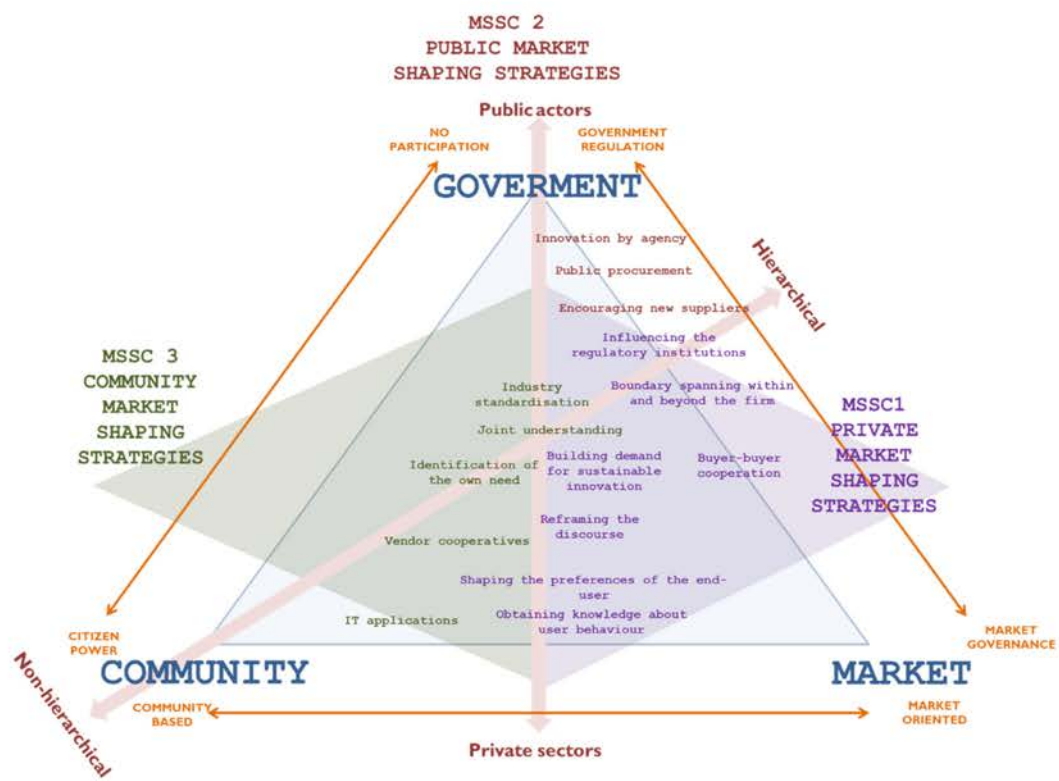 MSSC 2
PUBLIC MARKET
SHAPING STRATEGIES
Public actors
NO
PARTICIPATION
GOVERNMENT
REGULATION
GOVERMENT
Innovation by agency
Public procurement
Hierarchical
Encouraging new suppliers
Influencing the
regulatory institutions
MSSC 3
COMMUNITY
MARKET
SHAPING
STRATEGIES
Industry
standardisation
Boundary spanning within
and beyond the firm
MSSC1
PRIVATE
MARKET
SHAPING
STRATEGIES
Joint understanding
Identification of
the own need
Building demand
for sustainable
innovation
Buyer-buyer
cooperation
Reframing the
discourse
Vendor cooperatives
Shaping the preferences of the end-
user
IT applications
Obtaining knowledge about
user behaviour
CITIZEN
POWER
MARKET
GOVERNANCE
Non-hierarchical
COMMUNITY
MARKET
COMMUNITY
BASED
MARKET
ORIENTED
Private sectors